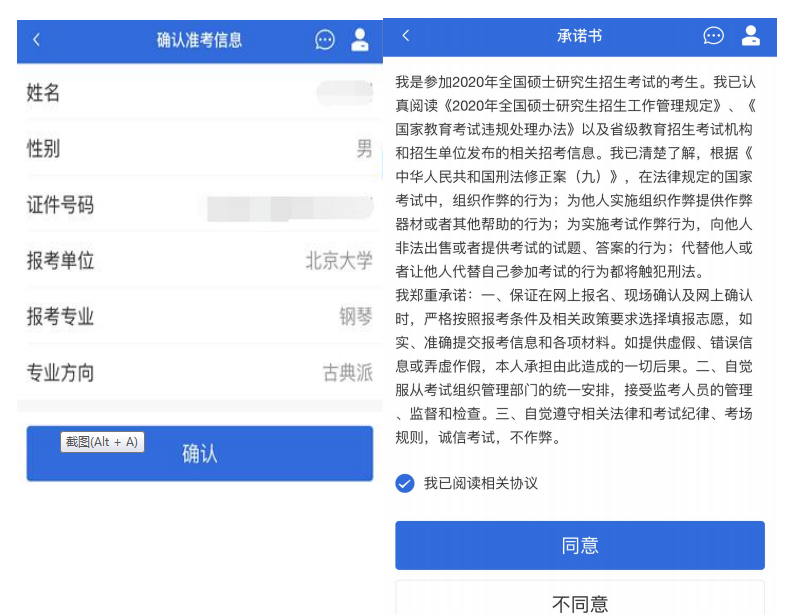 确认准考信息
姓名
性别
男
证件号码
报考单位
北京大学
报考专业
钢琴
专业方向
古典派
截图(Alt + A)
确认
承诺书
我是参加2020年全国硕士研究生招生考试的考生。我已认
真阅读《2020年全国硕士研究生招生工作管理规定》、《
国家教育考试违规处理办法》以及省级教育招生考试机构
和招生单位发布的相关招考信息。我已清楚了解，根据《
中华人民共和国刑法修正案（九）》，在法律规定的国家
考试中，组织作弊的行为；为他人实施组织作弊提供作弊
器材或者其他帮助的行为；为实施考试作弊行为，向他人
非法出售或者提供考试的试题、答案的行为；代替他人或
者让他人代替自己参加考试的行为都将触犯刑法。
我郑重承诺：一、保证在网上报名、现场确认及网上确认
时，严格按照报考条件及相关政策要求选择填报志愿，如
实、准确提交报考信息和各项材料。如提供虚假、错误信
息或弄虚作假，本人承担由此造成的一切后果。二、自觉
服从考试组织管理部门的统一安排，接受监考人员的管理
、监督和检查。三、自觉遵守相关法律和考试纪律、考场
规则，诚信考试，不作弊。
我已阅读相关协议
同意
不同意